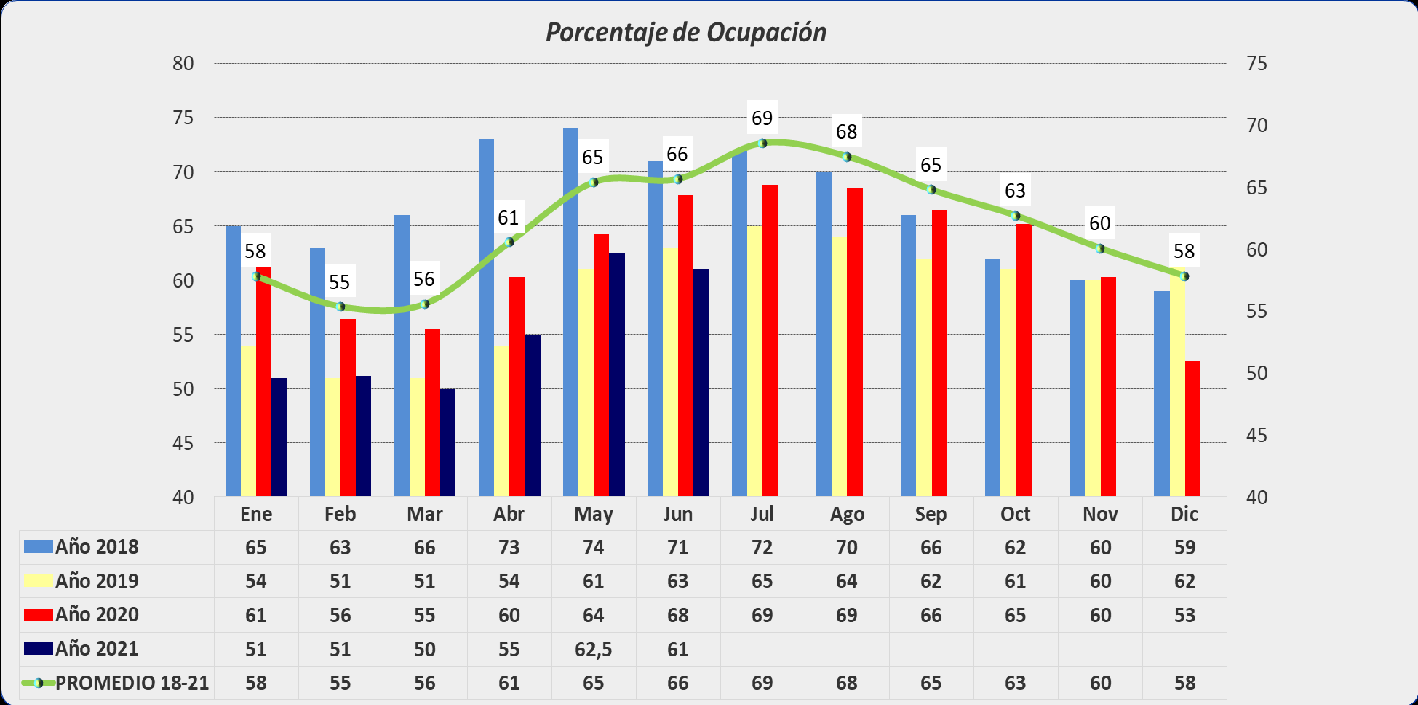 Porcentaje de Ocupación
80 75
75 70
70 65
65 60
60 55
55 50
50 45
45 40
40
58 55 56 61 65 66 69 68 65 63 60 58
Ene Feb Mar Abr May Jun Jul Ago Sep Oct Nov Dic
Año 2018 65 63 66 73 74 71 72 70 66 62 60 59
Año 2019 54 51 51 54 61 63 65 64 62 61 60 62
Año 2020 61 56 55 60 64 68 69 69 66 65 60 53
Año 2021 51 51 50 55 62,5 61
PROMEDIO 18-21 58 55 56 61 65 66 69 68 65 63 60 58